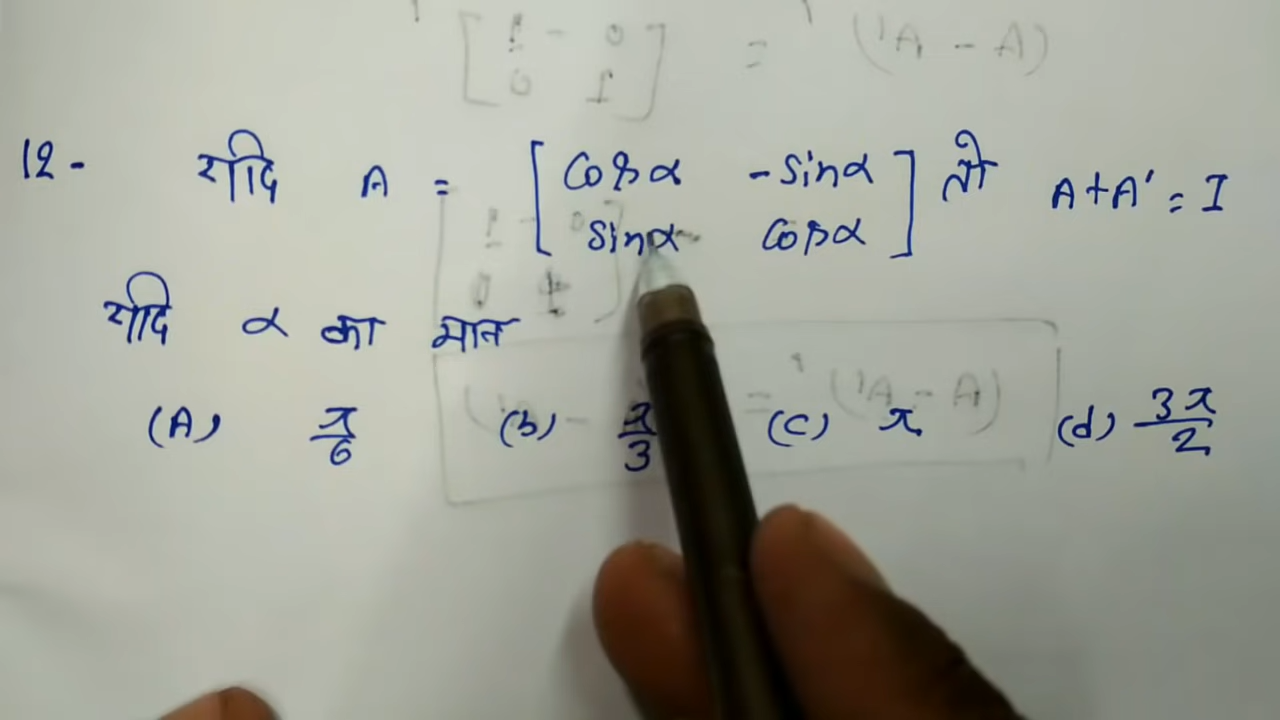 12- यदि A = [ cosα -sinα तो A+A' = I
sinα cosα ]
यदि α का मान
(A) π/6 (b) π/3 (c) π (d) 3π/2